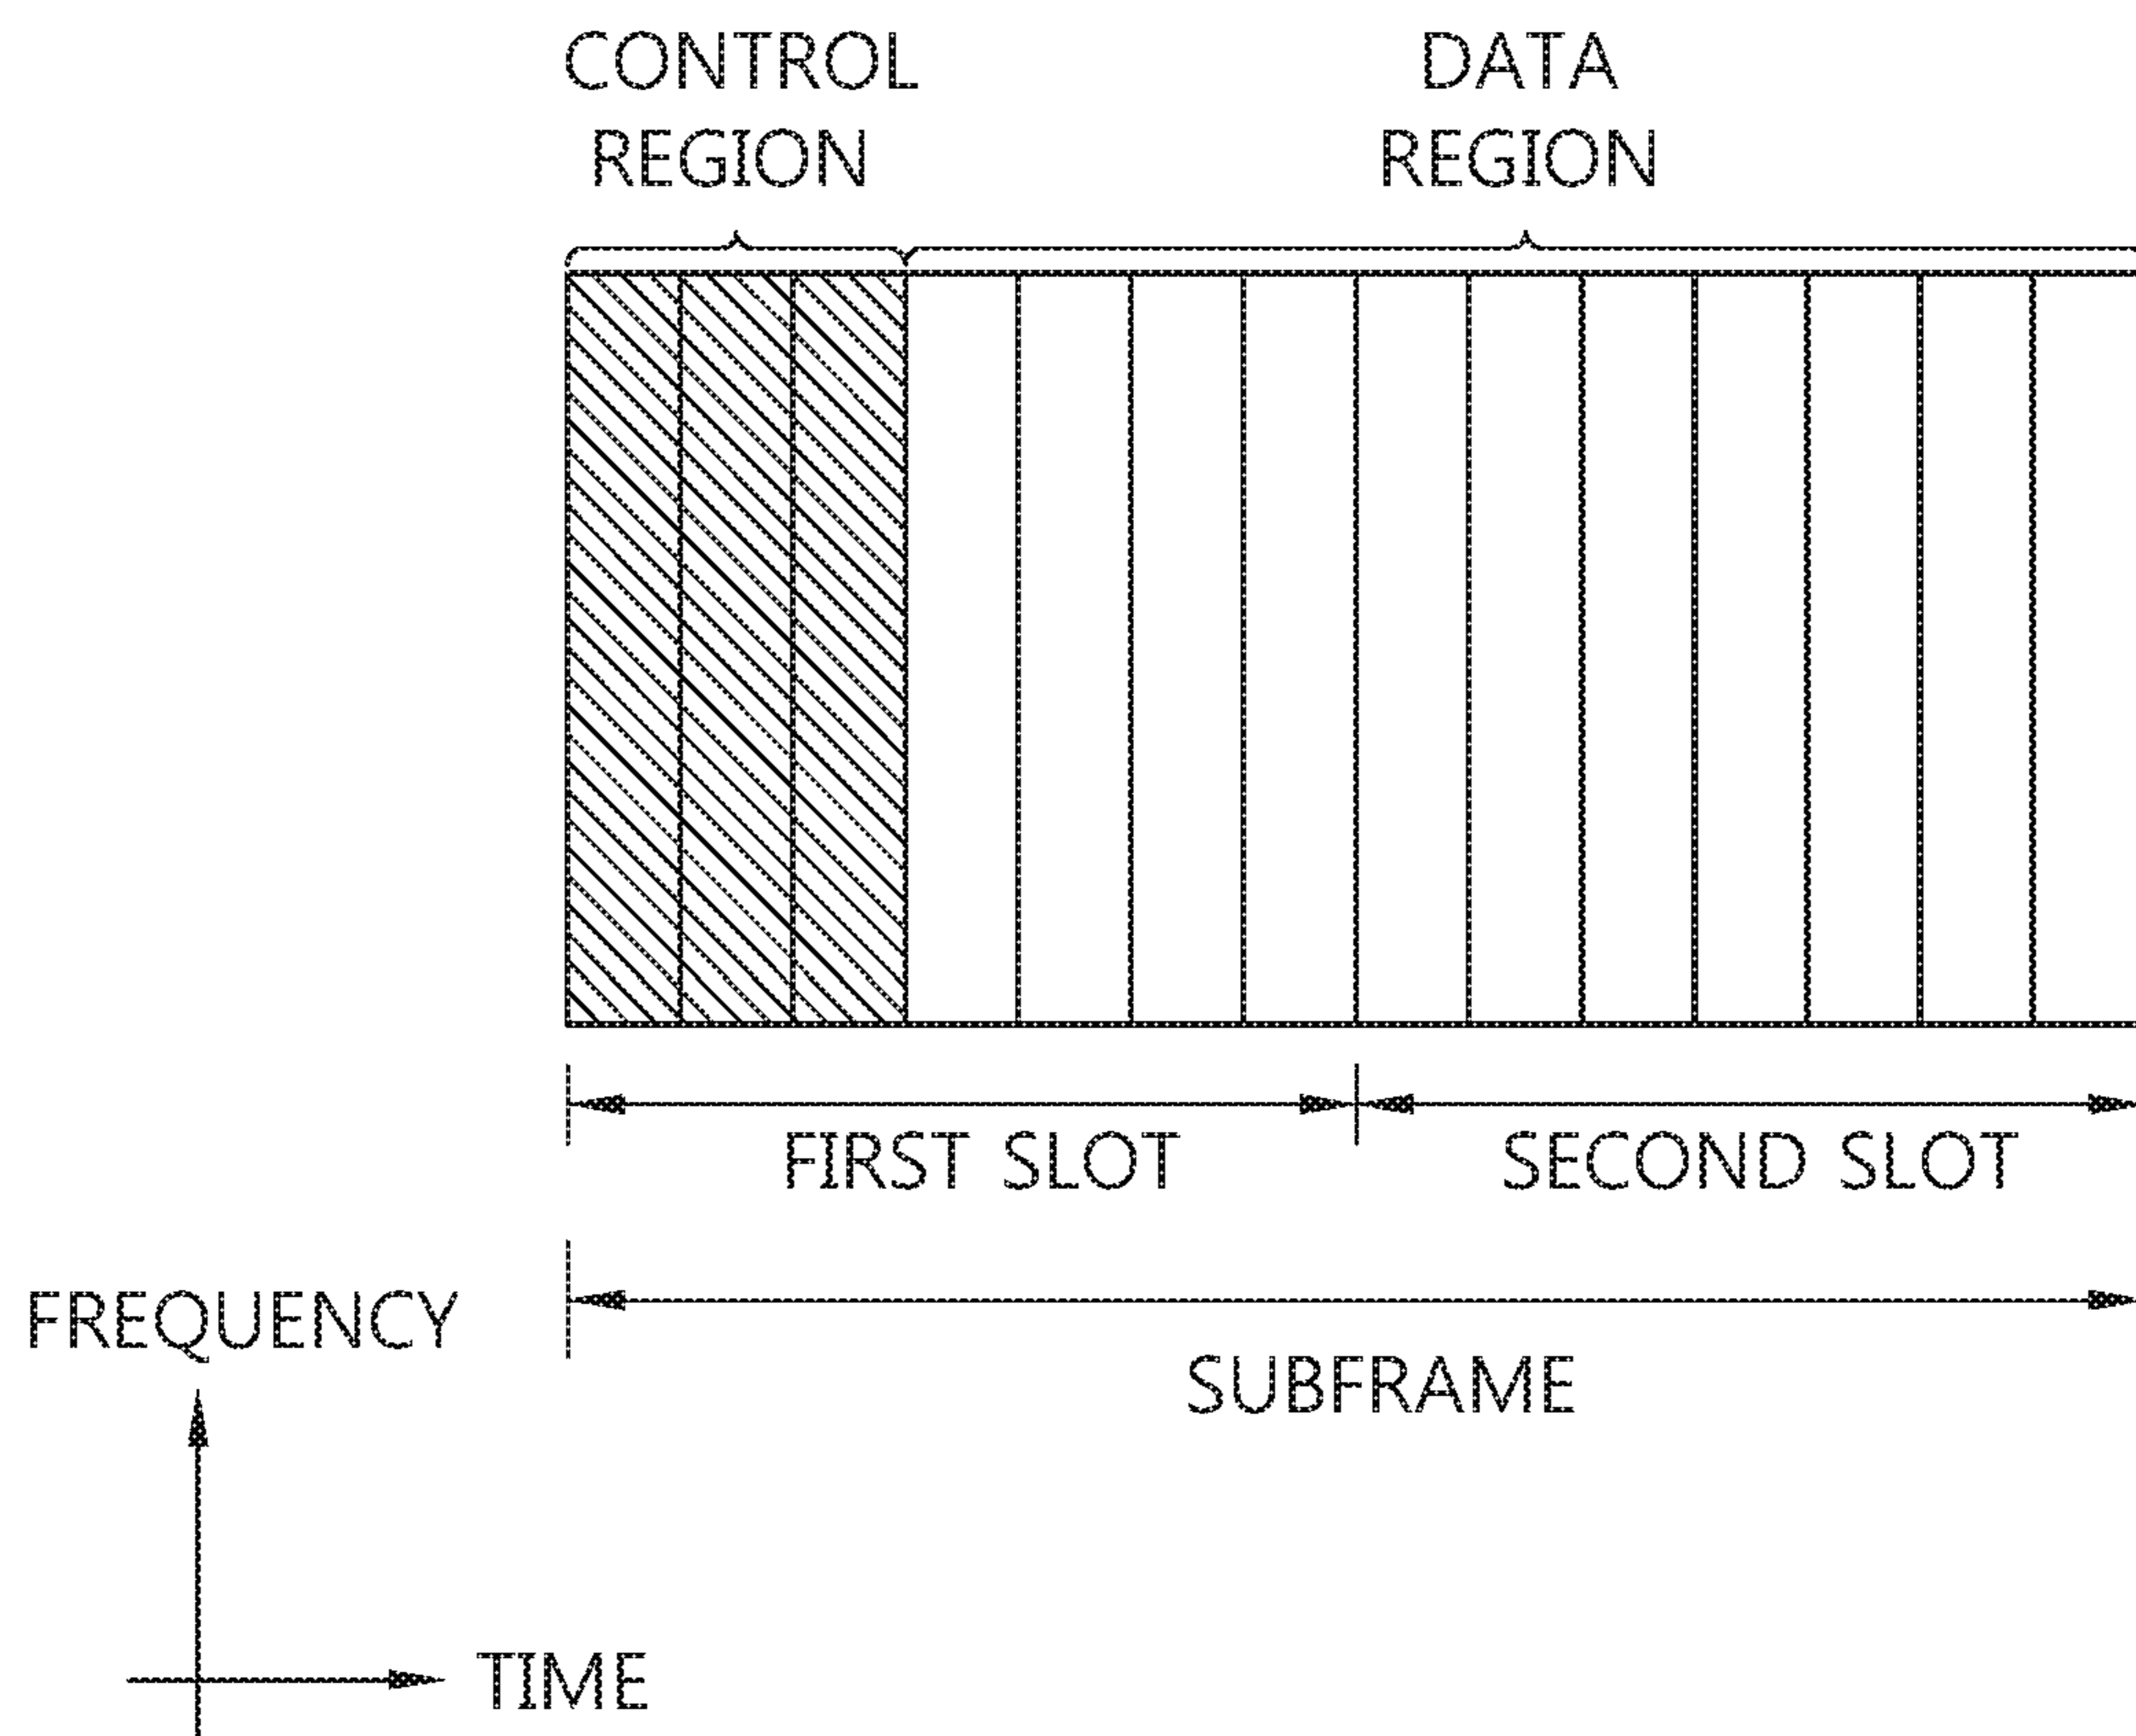 CONTROL
REGION
DATA
REGION
FIRST SLOT
SECOND SLOT
SUBFRAME
FREQUENCY
TIME